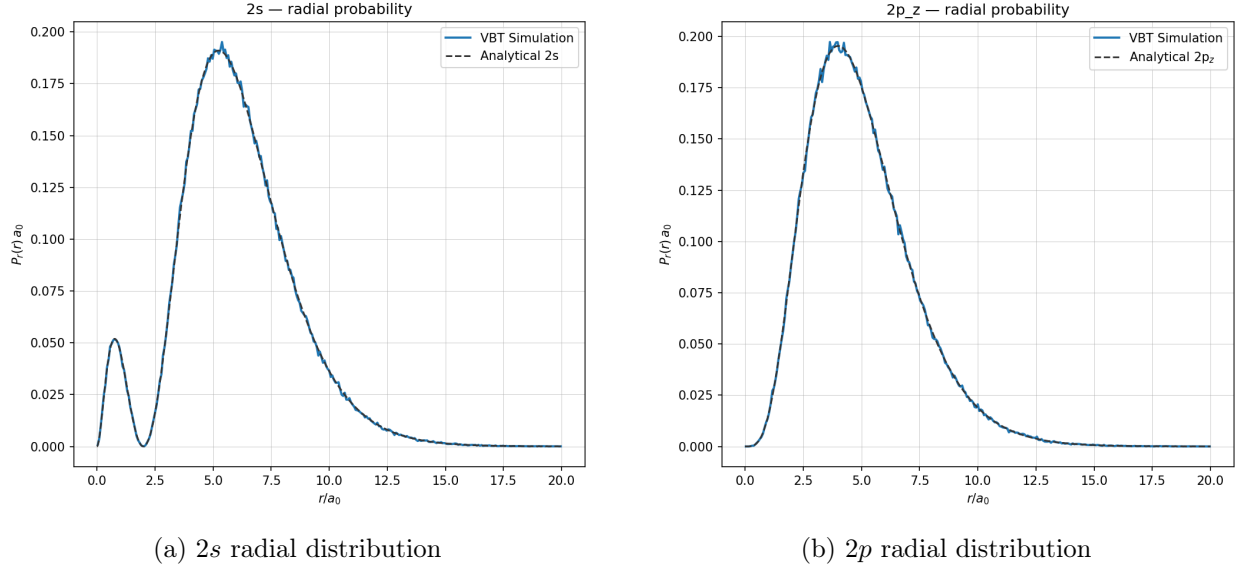 2s — radial probability
VBT Simulation
Analytical 2s
0.200
0.175
0.150
0.125
0.100
0.075
0.050
0.025
0.000
P_r(r) a_0
0.0 2.5 5.0 7.5 10.0 12.5 15.0 17.5 20.0
r/a_0
(a) 2s radial distribution
2p_z — radial probability
VBT Simulation
Analytical 2p_z
0.200
0.175
0.150
0.125
0.100
0.075
0.050
0.025
0.000
P_r(r) a_0
0.0 2.5 5.0 7.5 10.0 12.5 15.0 17.5 20.0
r/a_0
(b) 2p radial distribution